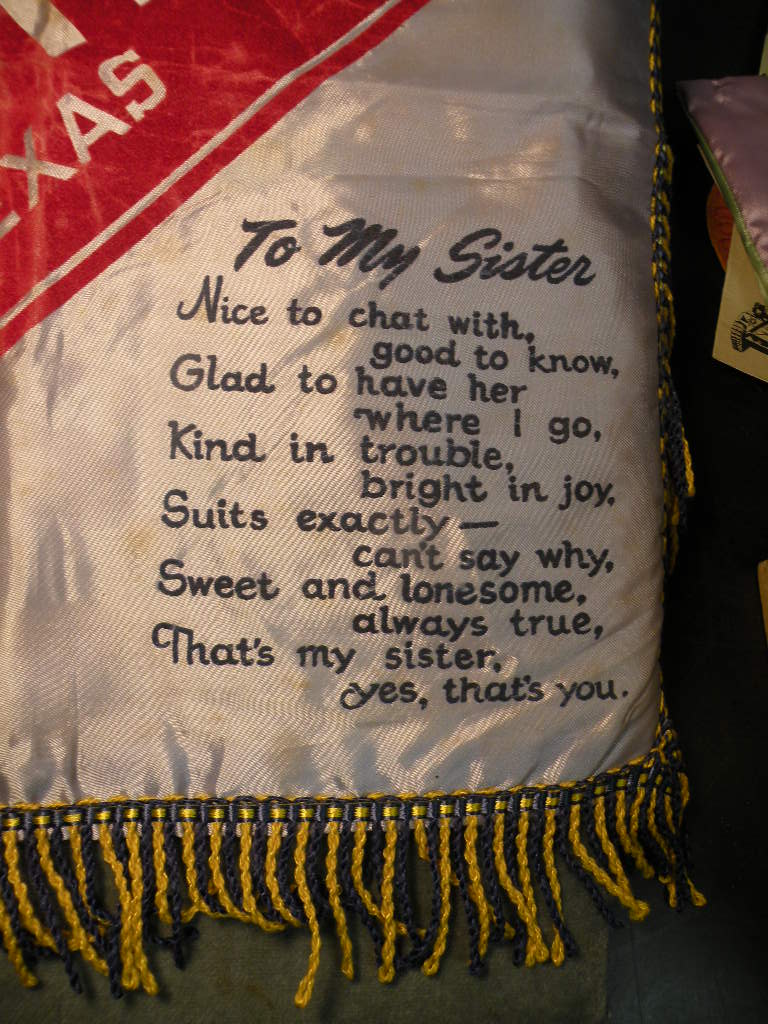 EXAS
To My Sister
Nice to chat with,
good to know,
Glad to have her
where I go,
Kind in trouble,
bright in joy,
Suits exactly —
can't say why,
Sweet and lonesome,
always true,
That's my sister,
yes, that's you.